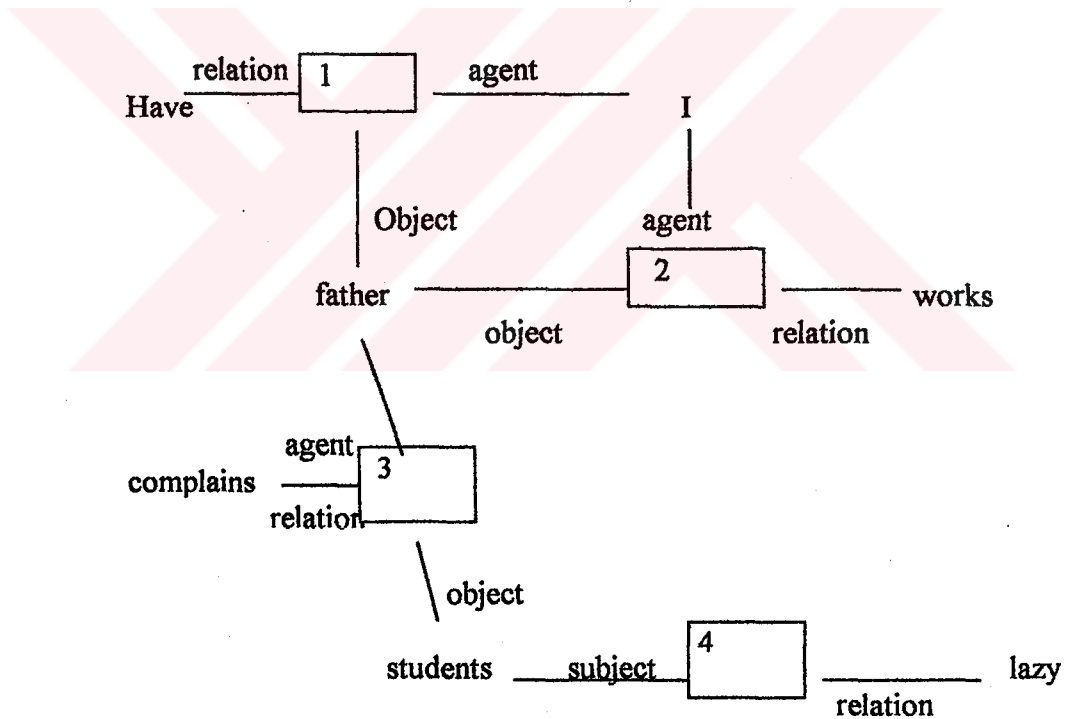 relation 1 agent
Have I
Object agent
2
father works
object relation
agent
3
complains
relation
object
4
students subject lazy
relation